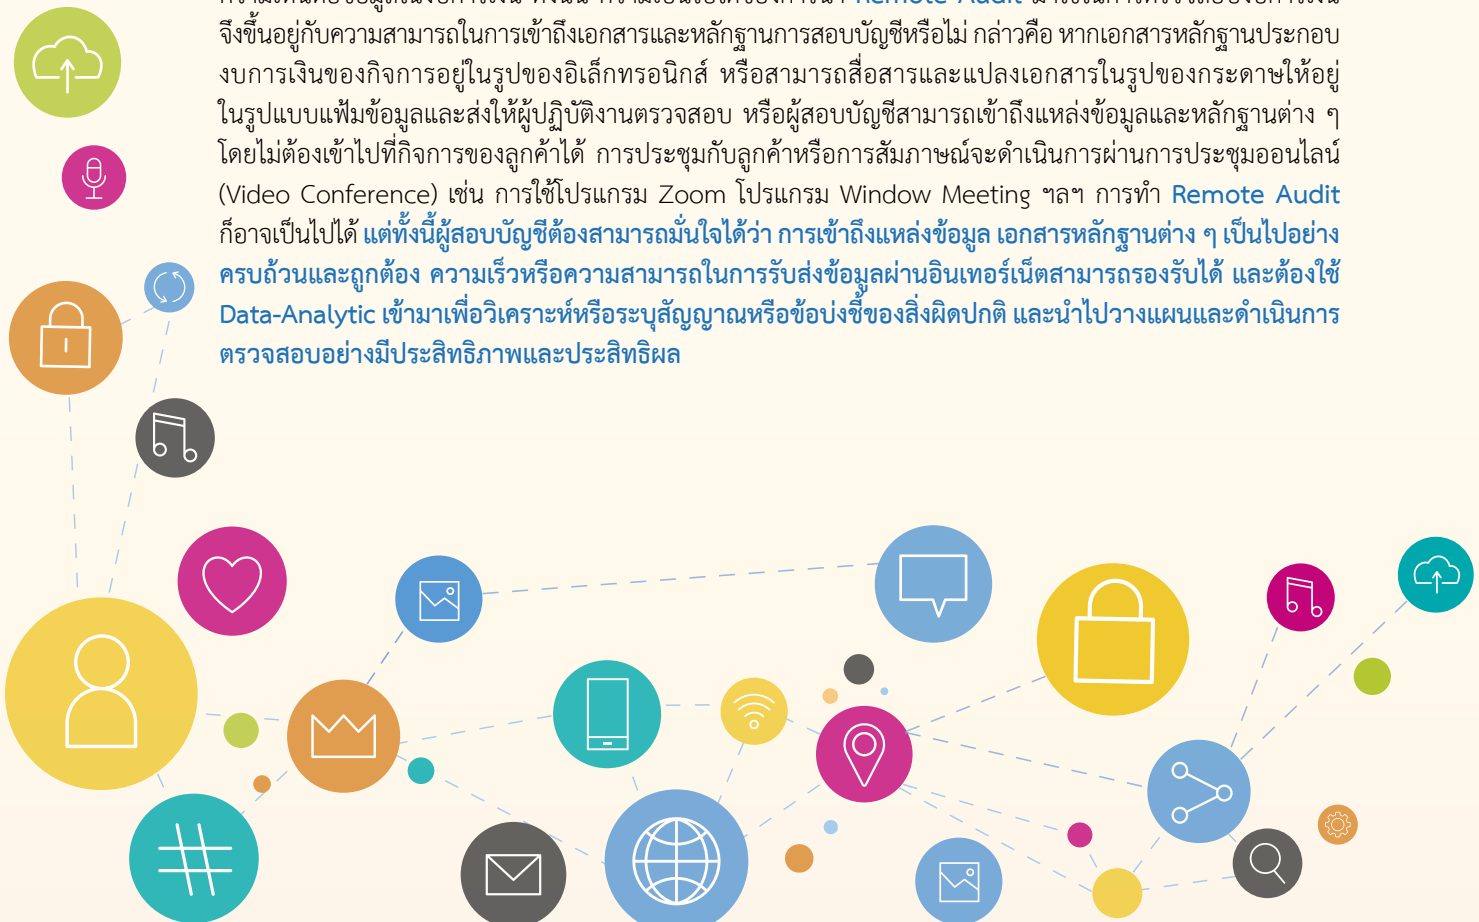 Remote Audit
จึงขึ้นอยู่กับความสามารถในการเข้าถึงเอกสารและหลักฐานการสอบบัญชีหรือไม่ กล่าวคือ หากเอกสารหลักฐานประกอบ
งบการเงินของกิจการอยู่ในรูปของอิเล็กทรอนิกส์ หรือสามารถสื่อสารและแปลงเอกสารในรูปของกระดาษให้อยู่
ในรูปแบบแฟ้มข้อมูลและส่งให้ผู้ปฏิบัติงานตรวจสอบ หรือผู้สอบบัญชีสามารถเข้าถึงแหล่งข้อมูลและหลักฐานต่าง ๆ
โดยไม่ต้องเข้าไปที่กิจการของลูกค้าได้ การประชุมกับลูกค้าหรือการสัมภาษณ์จะดำเนินการผ่านการประชุมออนไลน์
(Video Conference) เช่น การใช้โปรแกรม Zoom โปรแกรม Window Meeting ฯลฯ การทำ Remote Audit
ก็อาจเป็นไปได้ แต่ทั้งนี้ผู้สอบบัญชีต้องสามารถมั่นใจได้ว่า การเข้าถึงแหล่งข้อมูล เอกสารหลักฐานต่าง ๆ เป็นไปอย่าง
ครบถ้วนและถูกต้อง ความเร็วหรือความสามารถในการรับส่งข้อมูลผ่านอินเทอร์เน็ตสามารถรองรับได้ และต้องใช้
Data-Analytic เข้ามาเพื่อวิเคราะห์หรือระบุสัญญาณหรือข้อบ่งชี้ของสิ่งผิดปกติ และนำไปวางแผนและดำเนินการ
ตรวจสอบอย่างมีประสิทธิภาพและประสิทธิผล